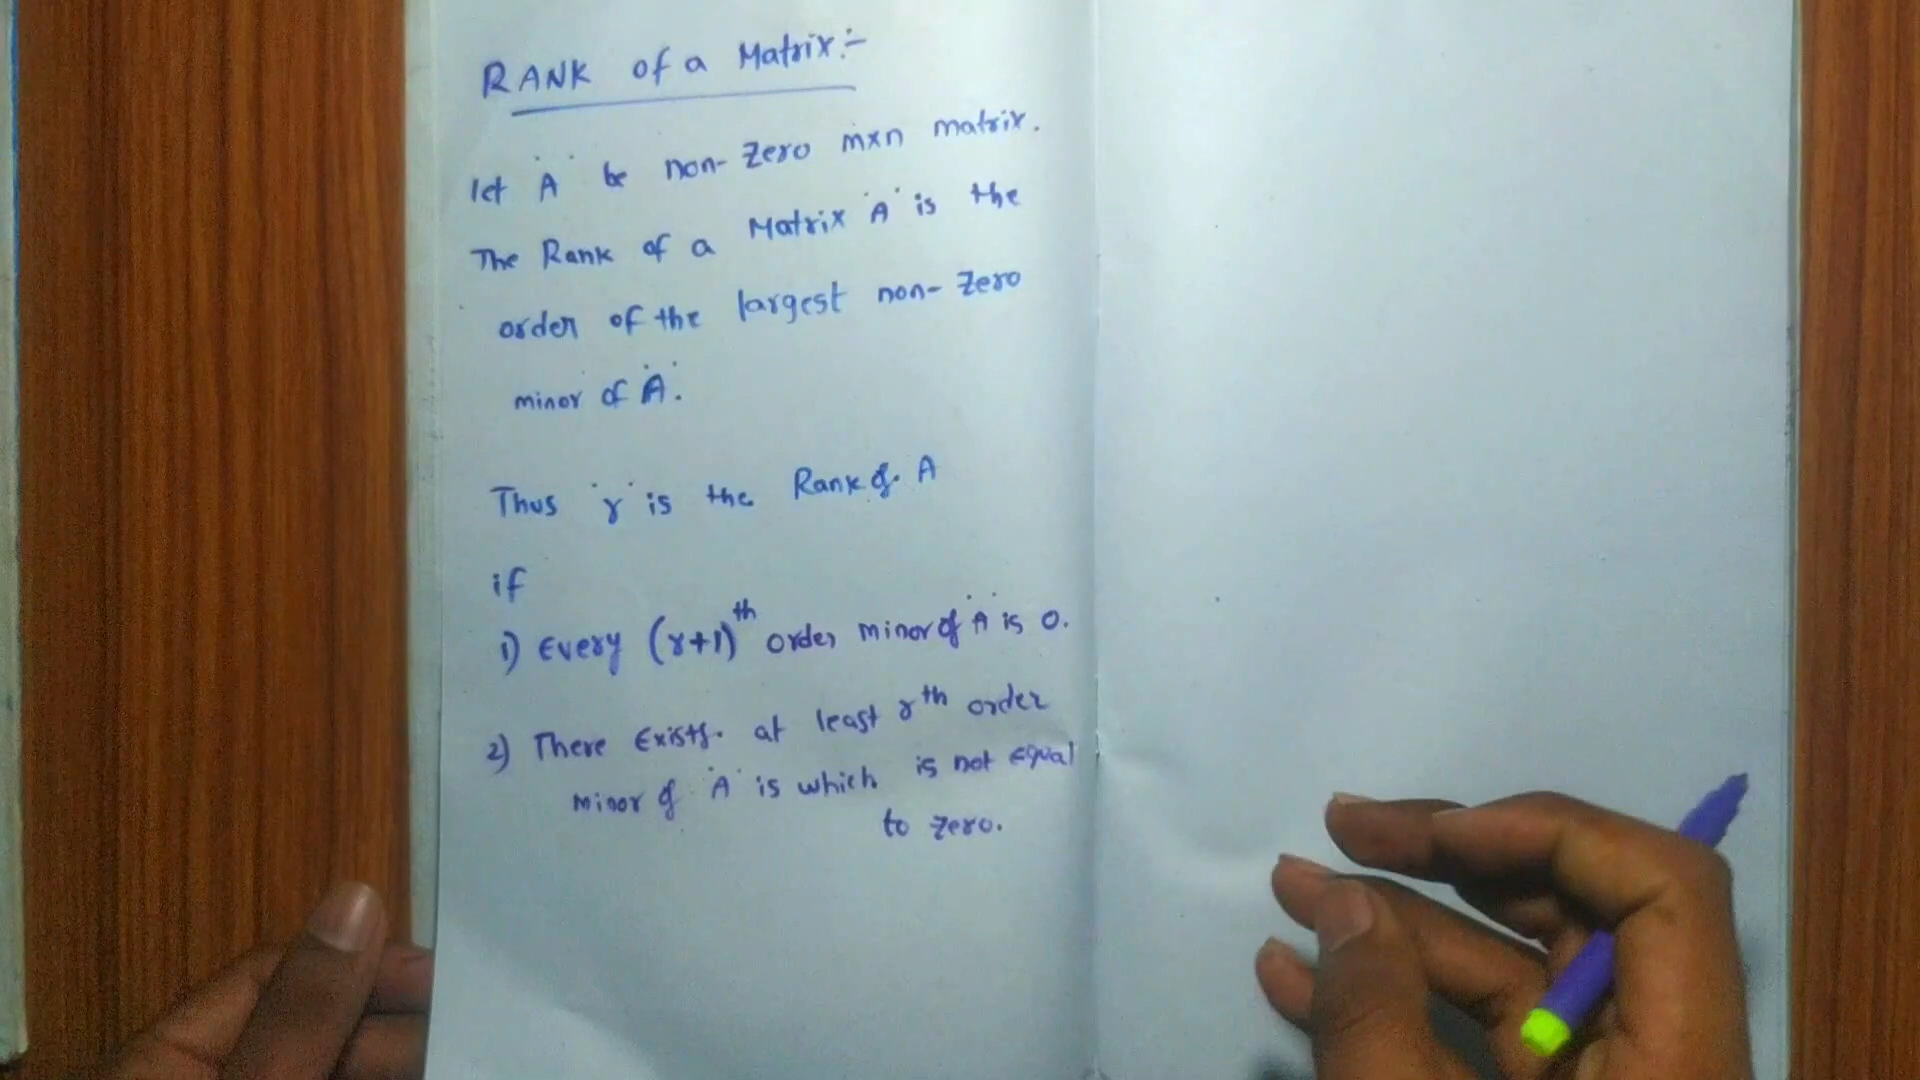 RANK of a Matrix:-
let 'A' be non-zero mxn matrix.
The Rank of a Matrix 'A' is the
order of the largest non-zero
minor of 'A'.
Thus 'r' is the Rank of A
if
1) Every (r+1)th order minor of 'A' is 0.
2) There Exists. at least rth order
minor of 'A' is which is not equal
to zero.